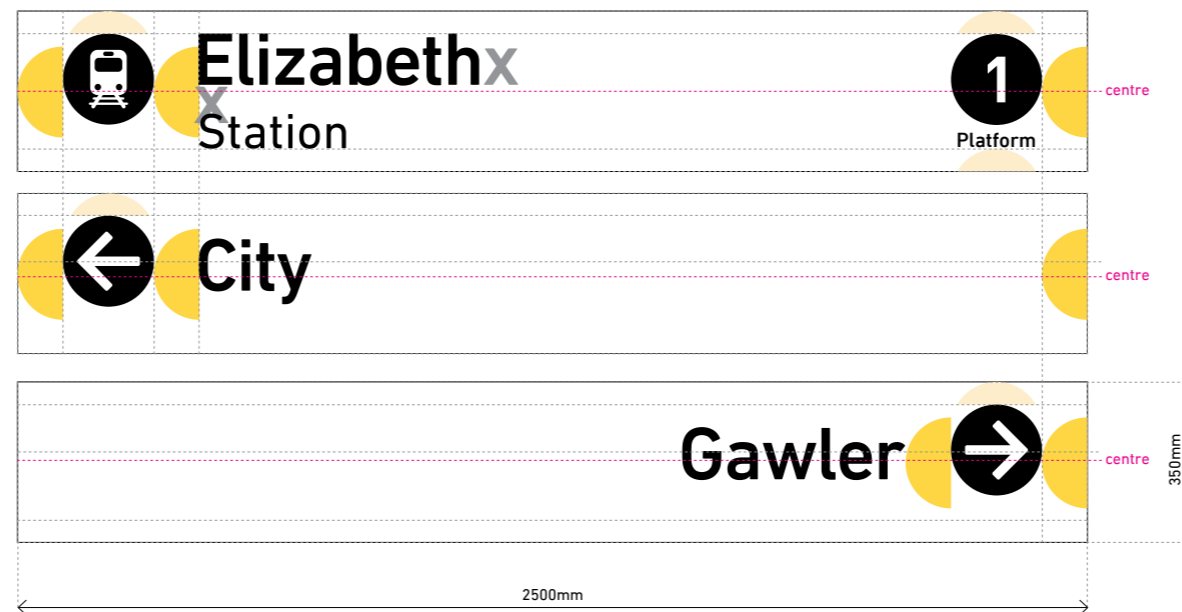 Elizabethx
x
Station
1
Platform
centre
City
centre
Gawler
centre
350mm
2500mm